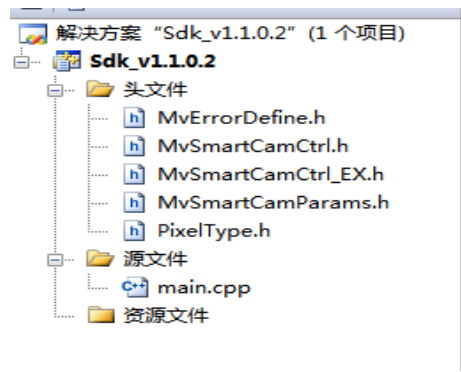 解决方案 "Sdk_v1.1.0.2" (1 个项目)
Sdk_v1.1.0.2
头文件
MvErrorDefine.h
MvSmartCamCtrl.h
MvSmartCamCtrl_EX.h
MvSmartCamParams.h
PixelType.h
源文件
main.cpp
资源文件